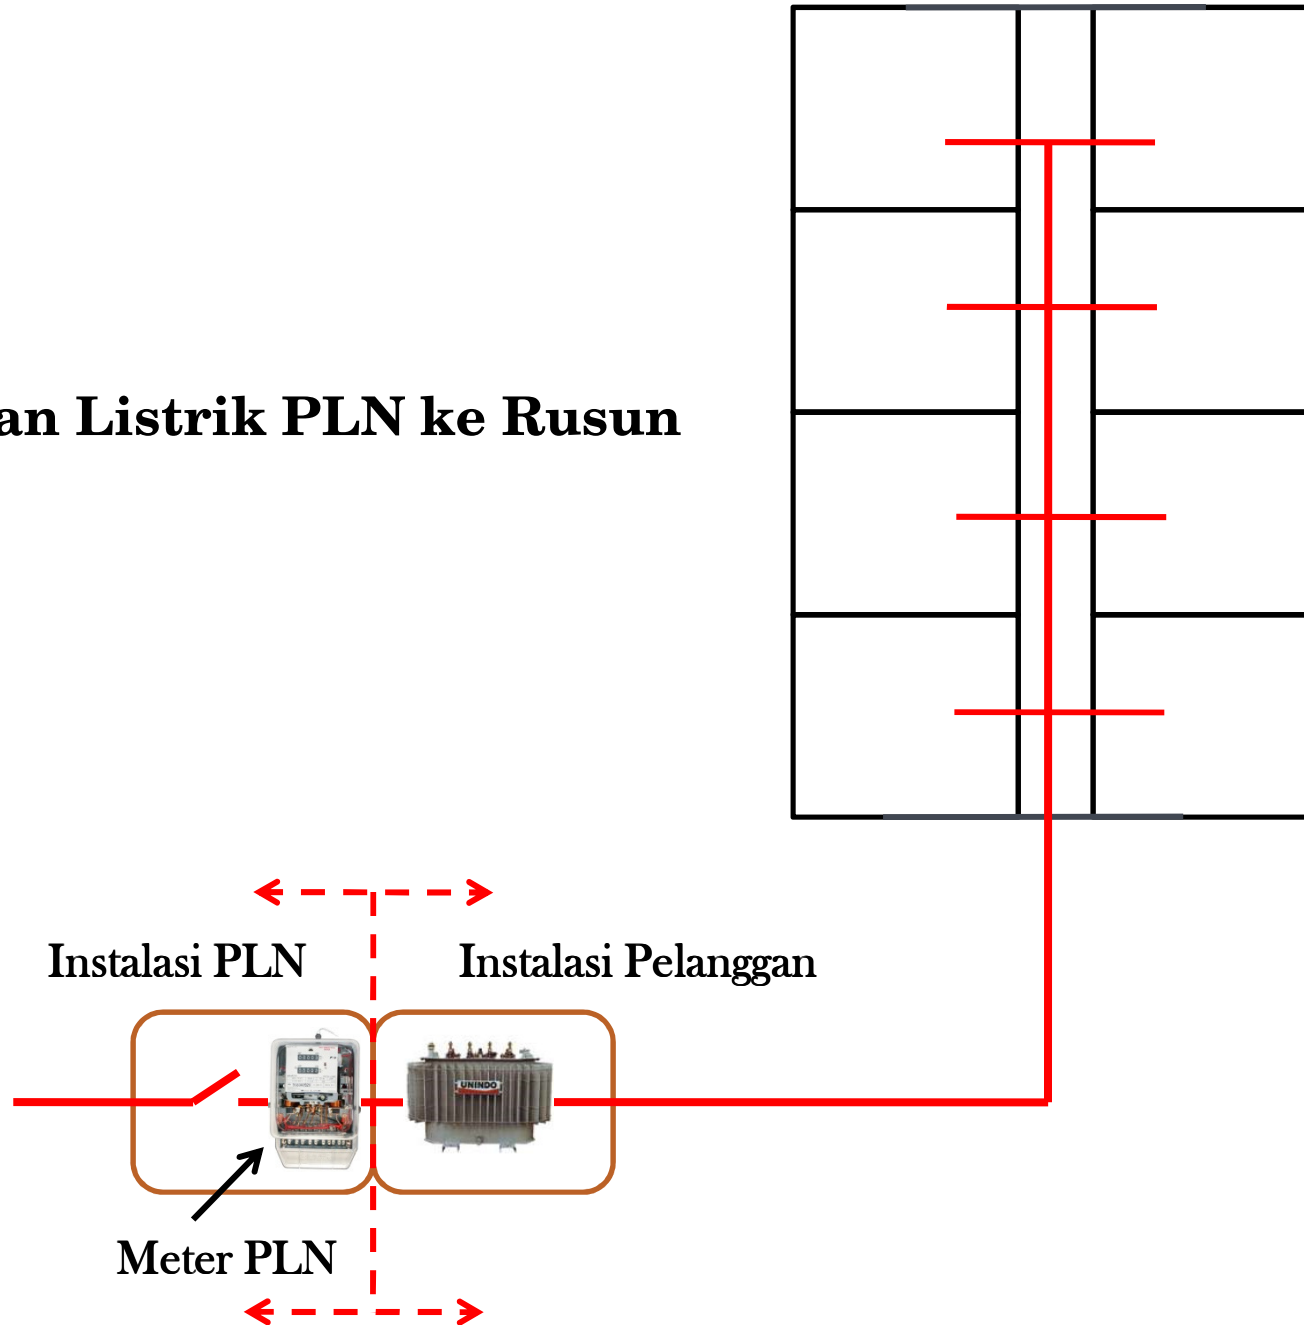 an Listrik PLN ke Rusun
Instalasi PLN
Instalasi Pelanggan
UNINDO
Meter PLN